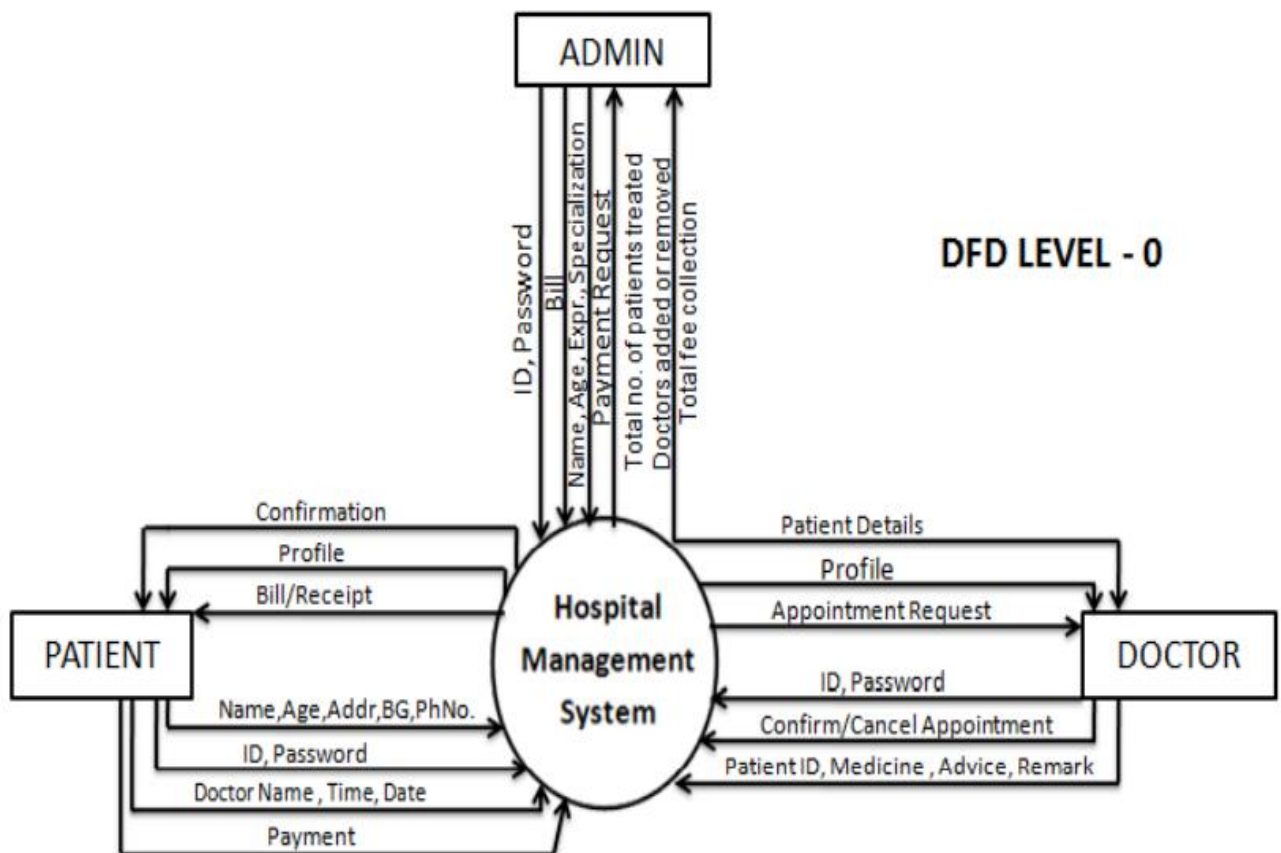 ADMIN
ID, Password
Bill
Name, Age, Expr., Specialization
Payment Request
Total no. of patients treated
Doctors added or removed
Total fee collection
DFD LEVEL - 0
Confirmation
Profile
Bill/Receipt
PATIENT
Name,Age,Addr,BG,PhNo.
ID, Password
Doctor Name , Time, Date
Payment
Hospital
Management
System
Patient Details
Profile
Appointment Request
DOCTOR
ID, Password
Confirm/Cancel Appointment
Patient ID, Medicine , Advice, Remark